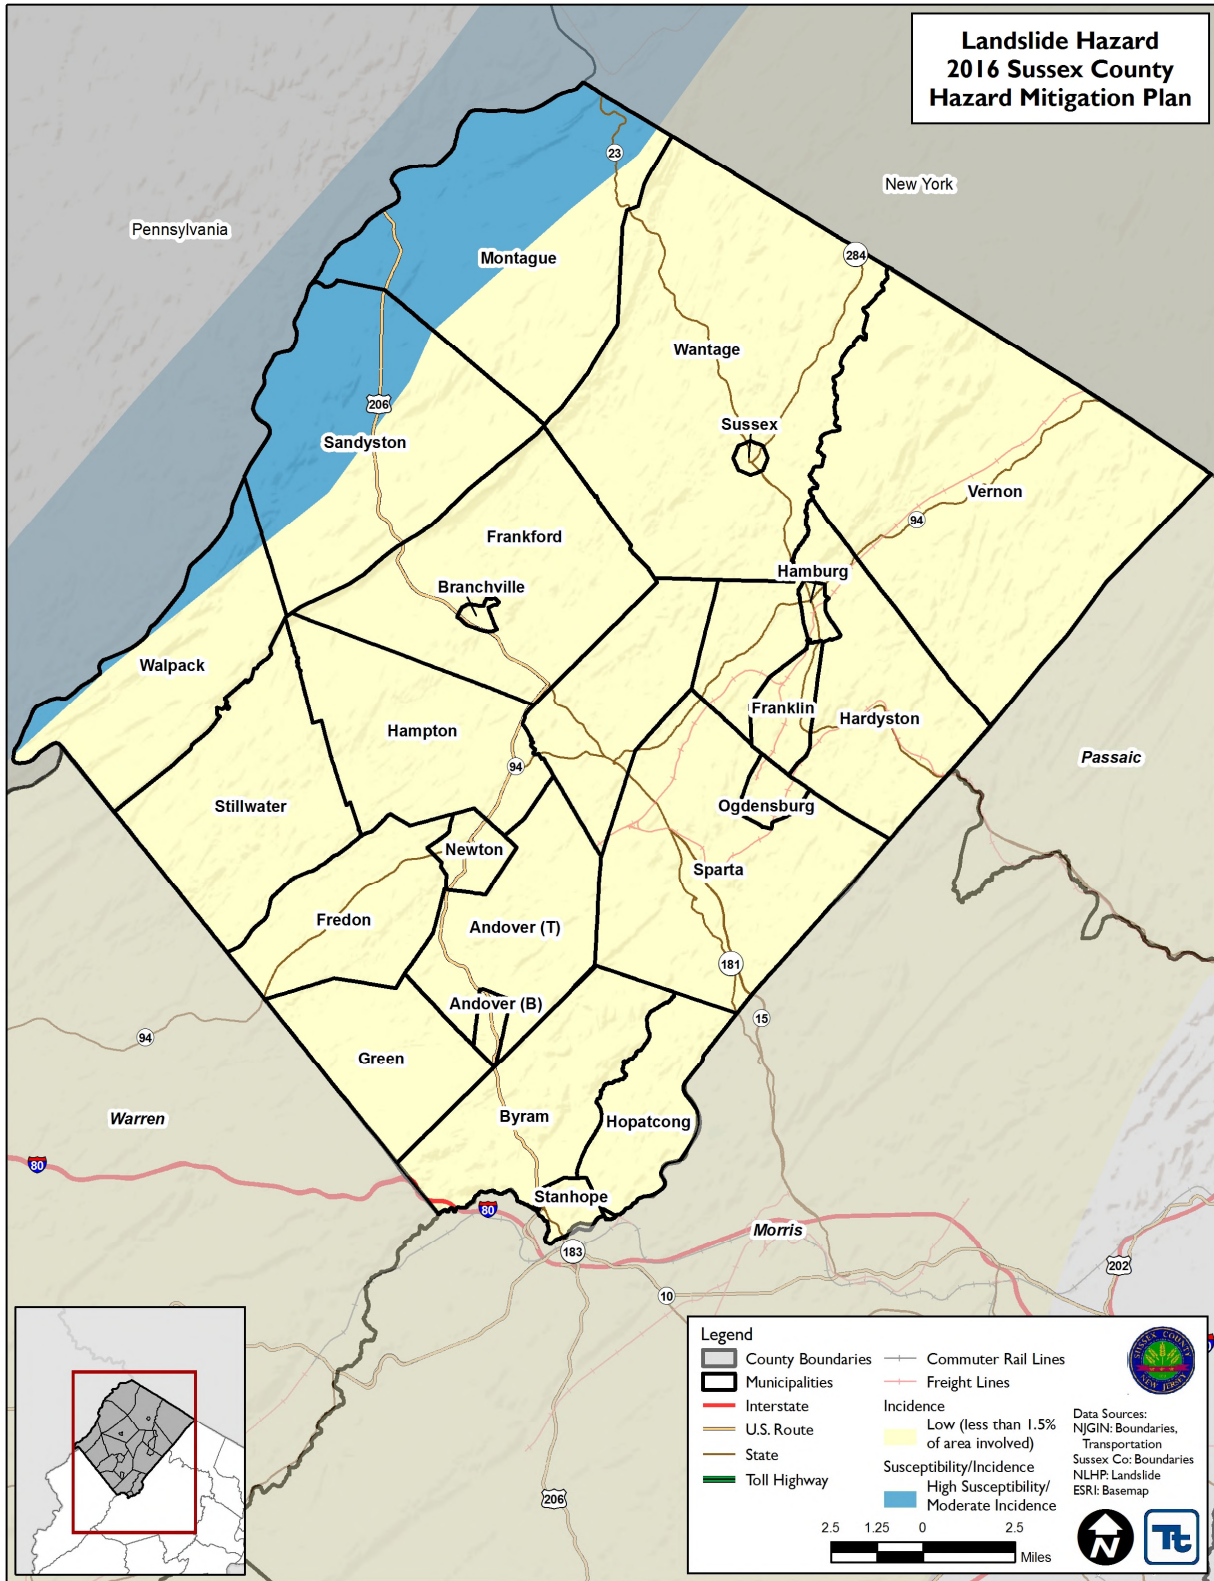 Landslide Hazard
2016 Sussex County
Hazard Mitigation Plan
New York
Pennsylvania
23
284
Montague
Wantage
206
Sussex
Sandyston
Vernon
94
Frankford
Hamburg
Branchville
Walpack
Franklin
Hardyston
Hampton
Passaic
94
Stillwater
Ogdensburg
Newton
Sparta
Fredon
Andover (T)
181
Andover (B)
15
94
Green
Warren
Byram
Hopatcong
80
Stanhope
80
Morris
183
202
10
206
Legend
County Boundaries
Municipalities
Interstate
U.S. Route
State
Toll Highway
Commuter Rail Lines
Freight Lines
Incidence
Low (less than 1.5%
of area involved)
Susceptibility/Incidence
High Susceptibility/
Moderate Incidence
SUSSEX COUNTY
NEW JERSEY
Data Sources:
NJGIN: Boundaries,
Transportation
Sussex Co: Boundaries
NLHP: Landslide
ESRI: Basemap
2.5 1.25 0 2.5
Miles
N
Tt